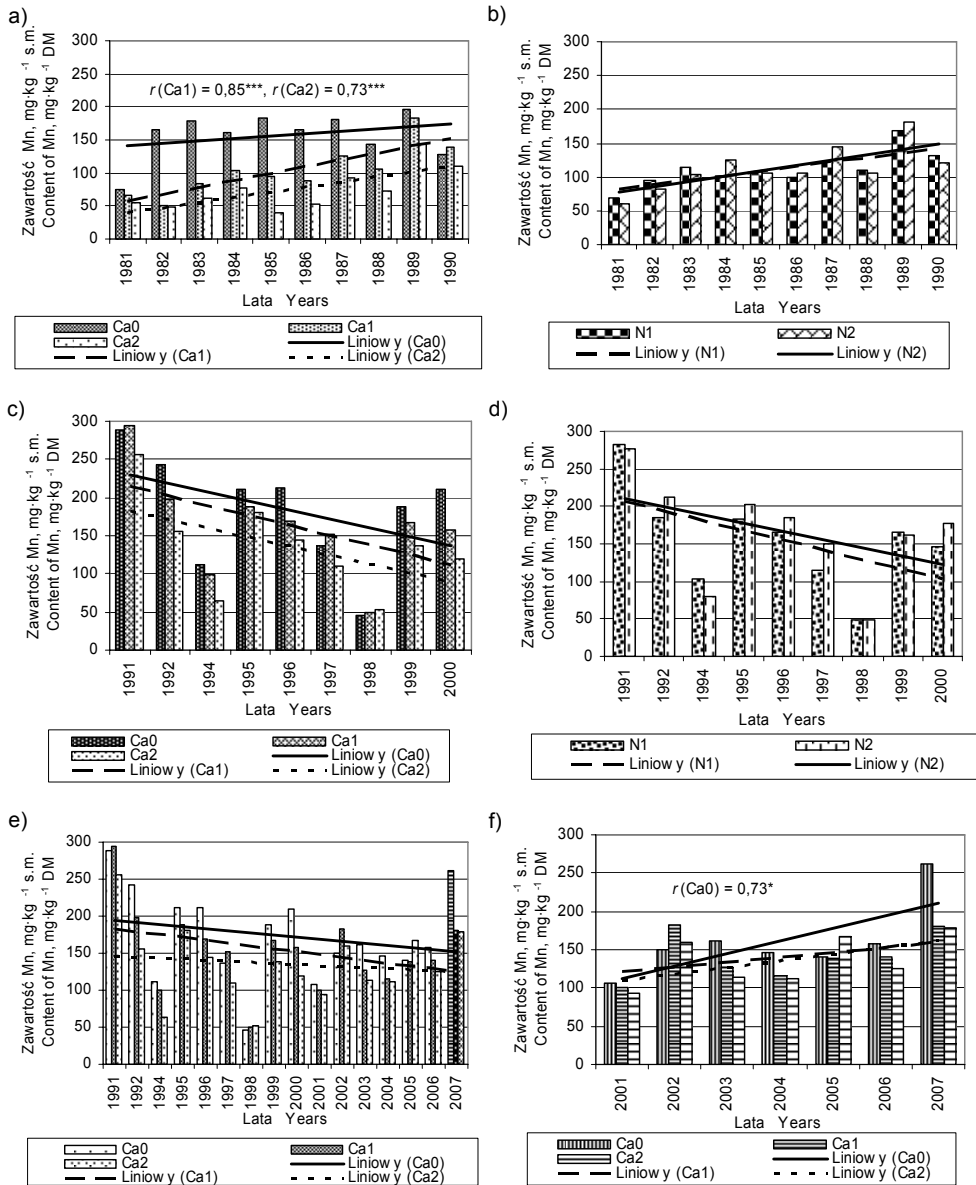 a)
Zawartość Mn, mg·kg⁻¹ s.m.
Content of Mn, mg·kg⁻¹ DM
300
250
200
150
100
50
0
r(Ca1) = 0,85***, r(Ca2) = 0,73***
1981 1982 1983 1984 1985 1986 1987 1988 1989 1990
Lata Years
Ca0 Ca1
Ca2 Liniow y (Ca0)
Liniow y (Ca1) Liniow y (Ca2)
b)
Zawartość Mn, mg·kg⁻¹ s.m.
Content of Mn, mg·kg⁻¹ DM
300
250
200
150
100
50
0
1981 1982 1983 1984 1985 1986 1987 1988 1989 1990
Lata Years
N1 N2
Liniow y (N1) Liniow y (N2)
c)
Zawartość Mn, mg·kg⁻¹ s.m.
Content of Mn, mg·kg⁻¹ DM
300
250
200
150
100
50
0
1991 1992 1994 1995 1996 1997 1998 1999 2000
Lata Years
Ca0 Ca1
Ca2 Liniow y (Ca0)
Liniow y (Ca1) Liniow y (Ca2)
d)
Zawartość Mn, mg·kg⁻¹ s.m.
Content of Mn, mg·kg⁻¹ DM
300
250
200
150
100
50
0
1991 1992 1994 1995 1996 1997 1998 1999 2000
Lata Years
N1 N2
Liniow y (N1) Liniow y (N2)
e)
Zawartość Mn, mg·kg⁻¹ s.m.
Content of Mn, mg·kg⁻¹ DM
300
250
200
150
100
50
0
1991 1992 1994 1995 1996 1997 1998 1999 2000 2001 2002 2003 2004 2005 2006 2007
Lata Years
Ca0 Ca1
Ca2 Liniow y (Ca0)
Liniow y (Ca1) Liniow y (Ca2)
f)
Zawartość Mn, mg·kg⁻¹ s.m.
Content of Mn, mg·kg⁻¹ DM
300
250
200
150
100
50
0
r(Ca0) = 0,73*
2001 2002 2003 2004 2005 2006 2007
Lata Years
Ca0 Ca1
Ca2 Liniow y (Ca0)
Liniow y (Ca1) Liniow y (Ca2)